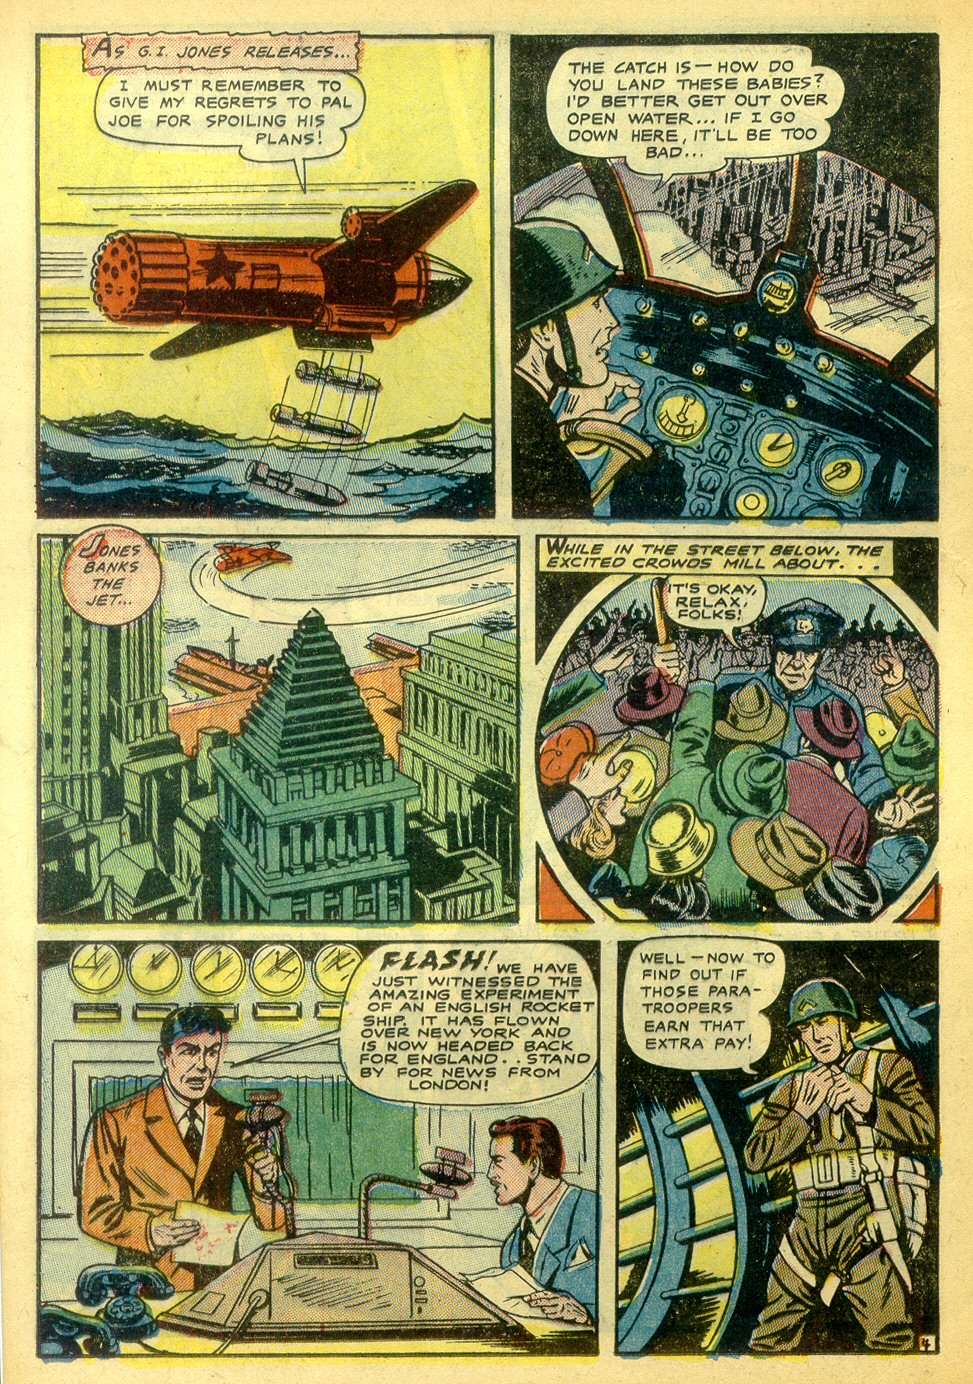 AS G.I. JONES RELEASES...
I MUST REMEMBER TO
GIVE MY REGRETS TO PAL
JOE FOR SPOILING HIS
PLANS!
THE CATCH IS — HOW DO
YOU LAND THESE BABIES?
I'D BETTER GET OUT OVER
OPEN WATER... IF I GO
DOWN HERE, IT'LL BE TOO
BAD...
JONES
BANKS
THE
JET...
WHILE IN THE STREET BELOW, THE
EXCITED CROWDS MILL ABOUT...
IT'S OKAY,
RELAX,
FOLKS!
FLASH! WE HAVE
JUST WITNESSED THE
AMAZING EXPERIMENT
OF AN ENGLISH ROCKET
SHIP. IT HAS FLOWN
OVER NEW YORK AND
IS NOW HEADED BACK
FOR ENGLAND.. STAND
BY FOR NEWS FROM
LONDON!
WELL — NOW TO
FIND OUT IF
THOSE PARA-
TROOPERS
EARN THAT
EXTRA PAY!
4